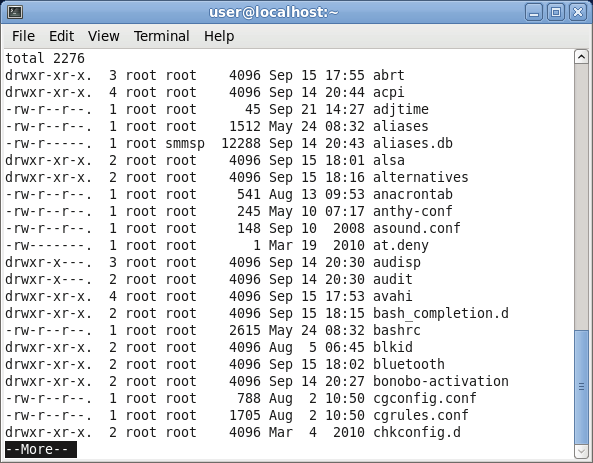 user@localhost:~
File Edit View Terminal Help
total 2276
drwxr-xr-x.  3 root root    4096 Sep 15 17:55 abrt
drwxr-xr-x.  4 root root    4096 Sep 14 20:44 acpi
-rw-r--r--.  1 root root      45 Sep 21 14:27 adjtime
-rw-r--r--.  1 root root    1512 May 24 08:32 aliases
-rw-r-----.  1 root smmsp  12288 Sep 14 20:43 aliases.db
drwxr-xr-x.  2 root root    4096 Sep 15 18:01 alsa
drwxr-xr-x.  2 root root    4096 Sep 15 18:16 alternatives
-rw-r--r--.  1 root root     541 Aug 13 09:53 anacrontab
-rw-r--r--.  1 root root     245 May 10 07:17 anthy-conf
-rw-r--r--.  1 root root     148 Sep 10  2008 asound.conf
-rw-------.  1 root root       1 Mar 19  2010 at.deny
drwxr-x---.  3 root root    4096 Sep 14 20:30 audisp
drwxr-x---.  2 root root    4096 Sep 14 20:30 audit
drwxr-xr-x.  4 root root    4096 Sep 15 17:53 avahi
drwxr-xr-x.  2 root root    4096 Sep 15 18:15 bash_completion.d
-rw-r--r--.  1 root root    2615 May 24 08:32 bashrc
drwxr-xr-x.  2 root root    4096 Aug  5 06:45 blkid
drwxr-xr-x.  2 root root    4096 Sep 15 18:02 bluetooth
drwxr-xr-x.  2 root root    4096 Sep 14 20:27 bonobo-activation
-rw-r--r--.  1 root root     788 Aug  2 10:50 cgconfig.conf
-rw-r--r--.  1 root root    1705 Aug  2 10:50 cgrules.conf
drwxr-xr-x.  2 root root    4096 Mar  4  2010 chkconfig.d
--More--